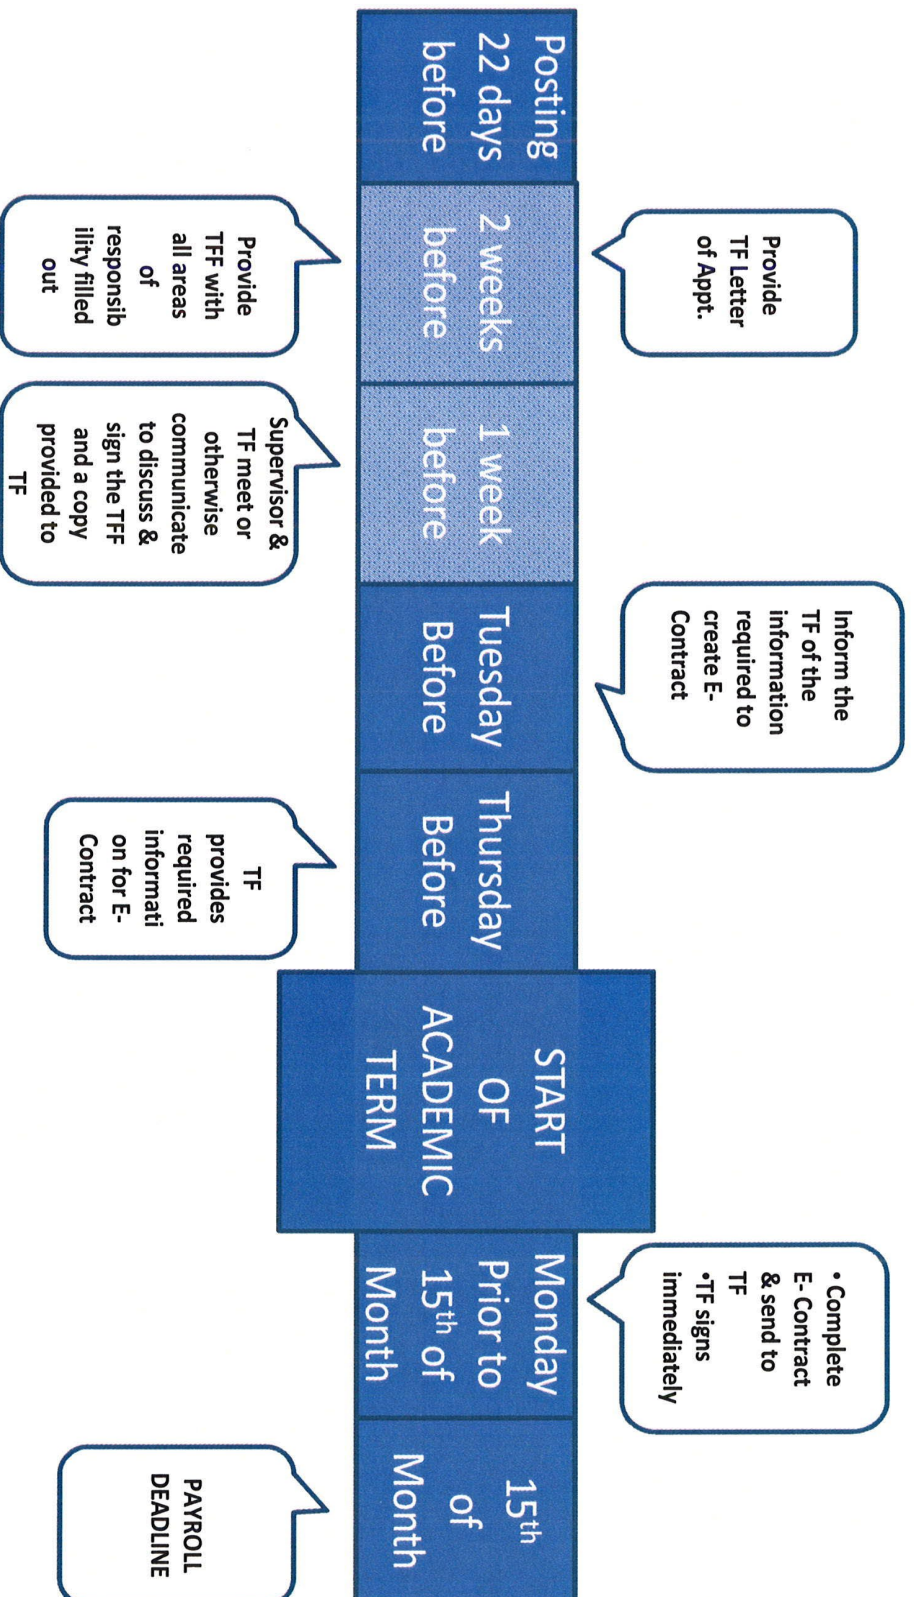 Provide
TF Letter
of Appt.
Inform the
TF of the
information
required to
create E-
Contract
• Complete
E- Contract
& send to
TF
•TF signs
immediately
Posting
22 days
before
2 weeks
before
1 week
before
Tuesday
Before
Thursday
Before
START
OF
ACADEMIC
TERM
Monday
Prior to
15th of
Month
15th
of
Month
Provide
TFF with
all areas
of
responsib
ility filled
out
Supervisor &
TF meet or
otherwise
communicate
to discuss &
sign the TFF
and a copy
provided to
TF
TF
provides
required
informati
on for E-
Contract
PAYROLL
DEADLINE